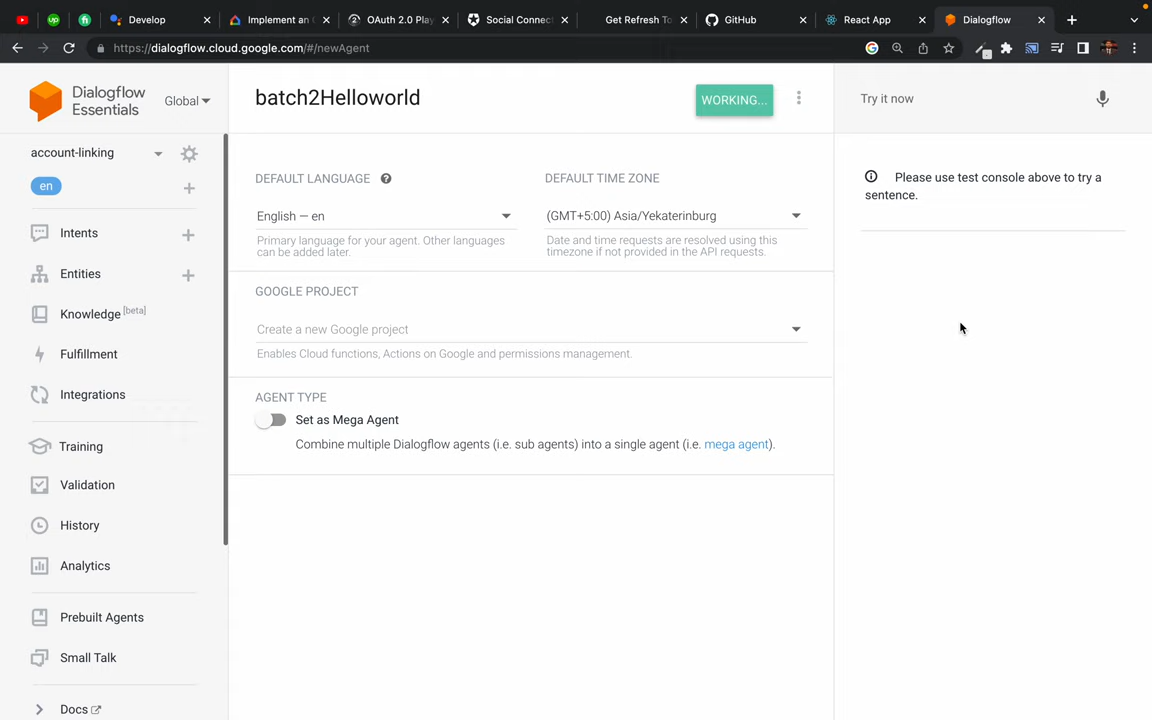 Develop
Implement an
OAuth 2.0 Play
Social Connect
Get Refresh To
GitHub
React App
Dialogflow
https://dialogflow.cloud.google.com/#/newAgent
Dialogflow
Essentials
Global
batch2Helloworld
WORKING...
Try it now
account-linking
en
Intents
Entities
Knowledge [beta]
Fulfillment
Integrations
Training
Validation
History
Analytics
Prebuilt Agents
Small Talk
Docs
DEFAULT LANGUAGE
DEFAULT TIME ZONE
English — en
(GMT+5:00) Asia/Yekaterinburg
Primary language for your agent. Other languages
can be added later.
Date and time requests are resolved using this
timezone if not provided in the API requests.
GOOGLE PROJECT
Create a new Google project
Enables Cloud functions, Actions on Google and permissions management.
AGENT TYPE
Set as Mega Agent
Combine multiple Dialogflow agents (i.e. sub agents) into a single agent (i.e. mega agent).
Please use test console above to try a
sentence.